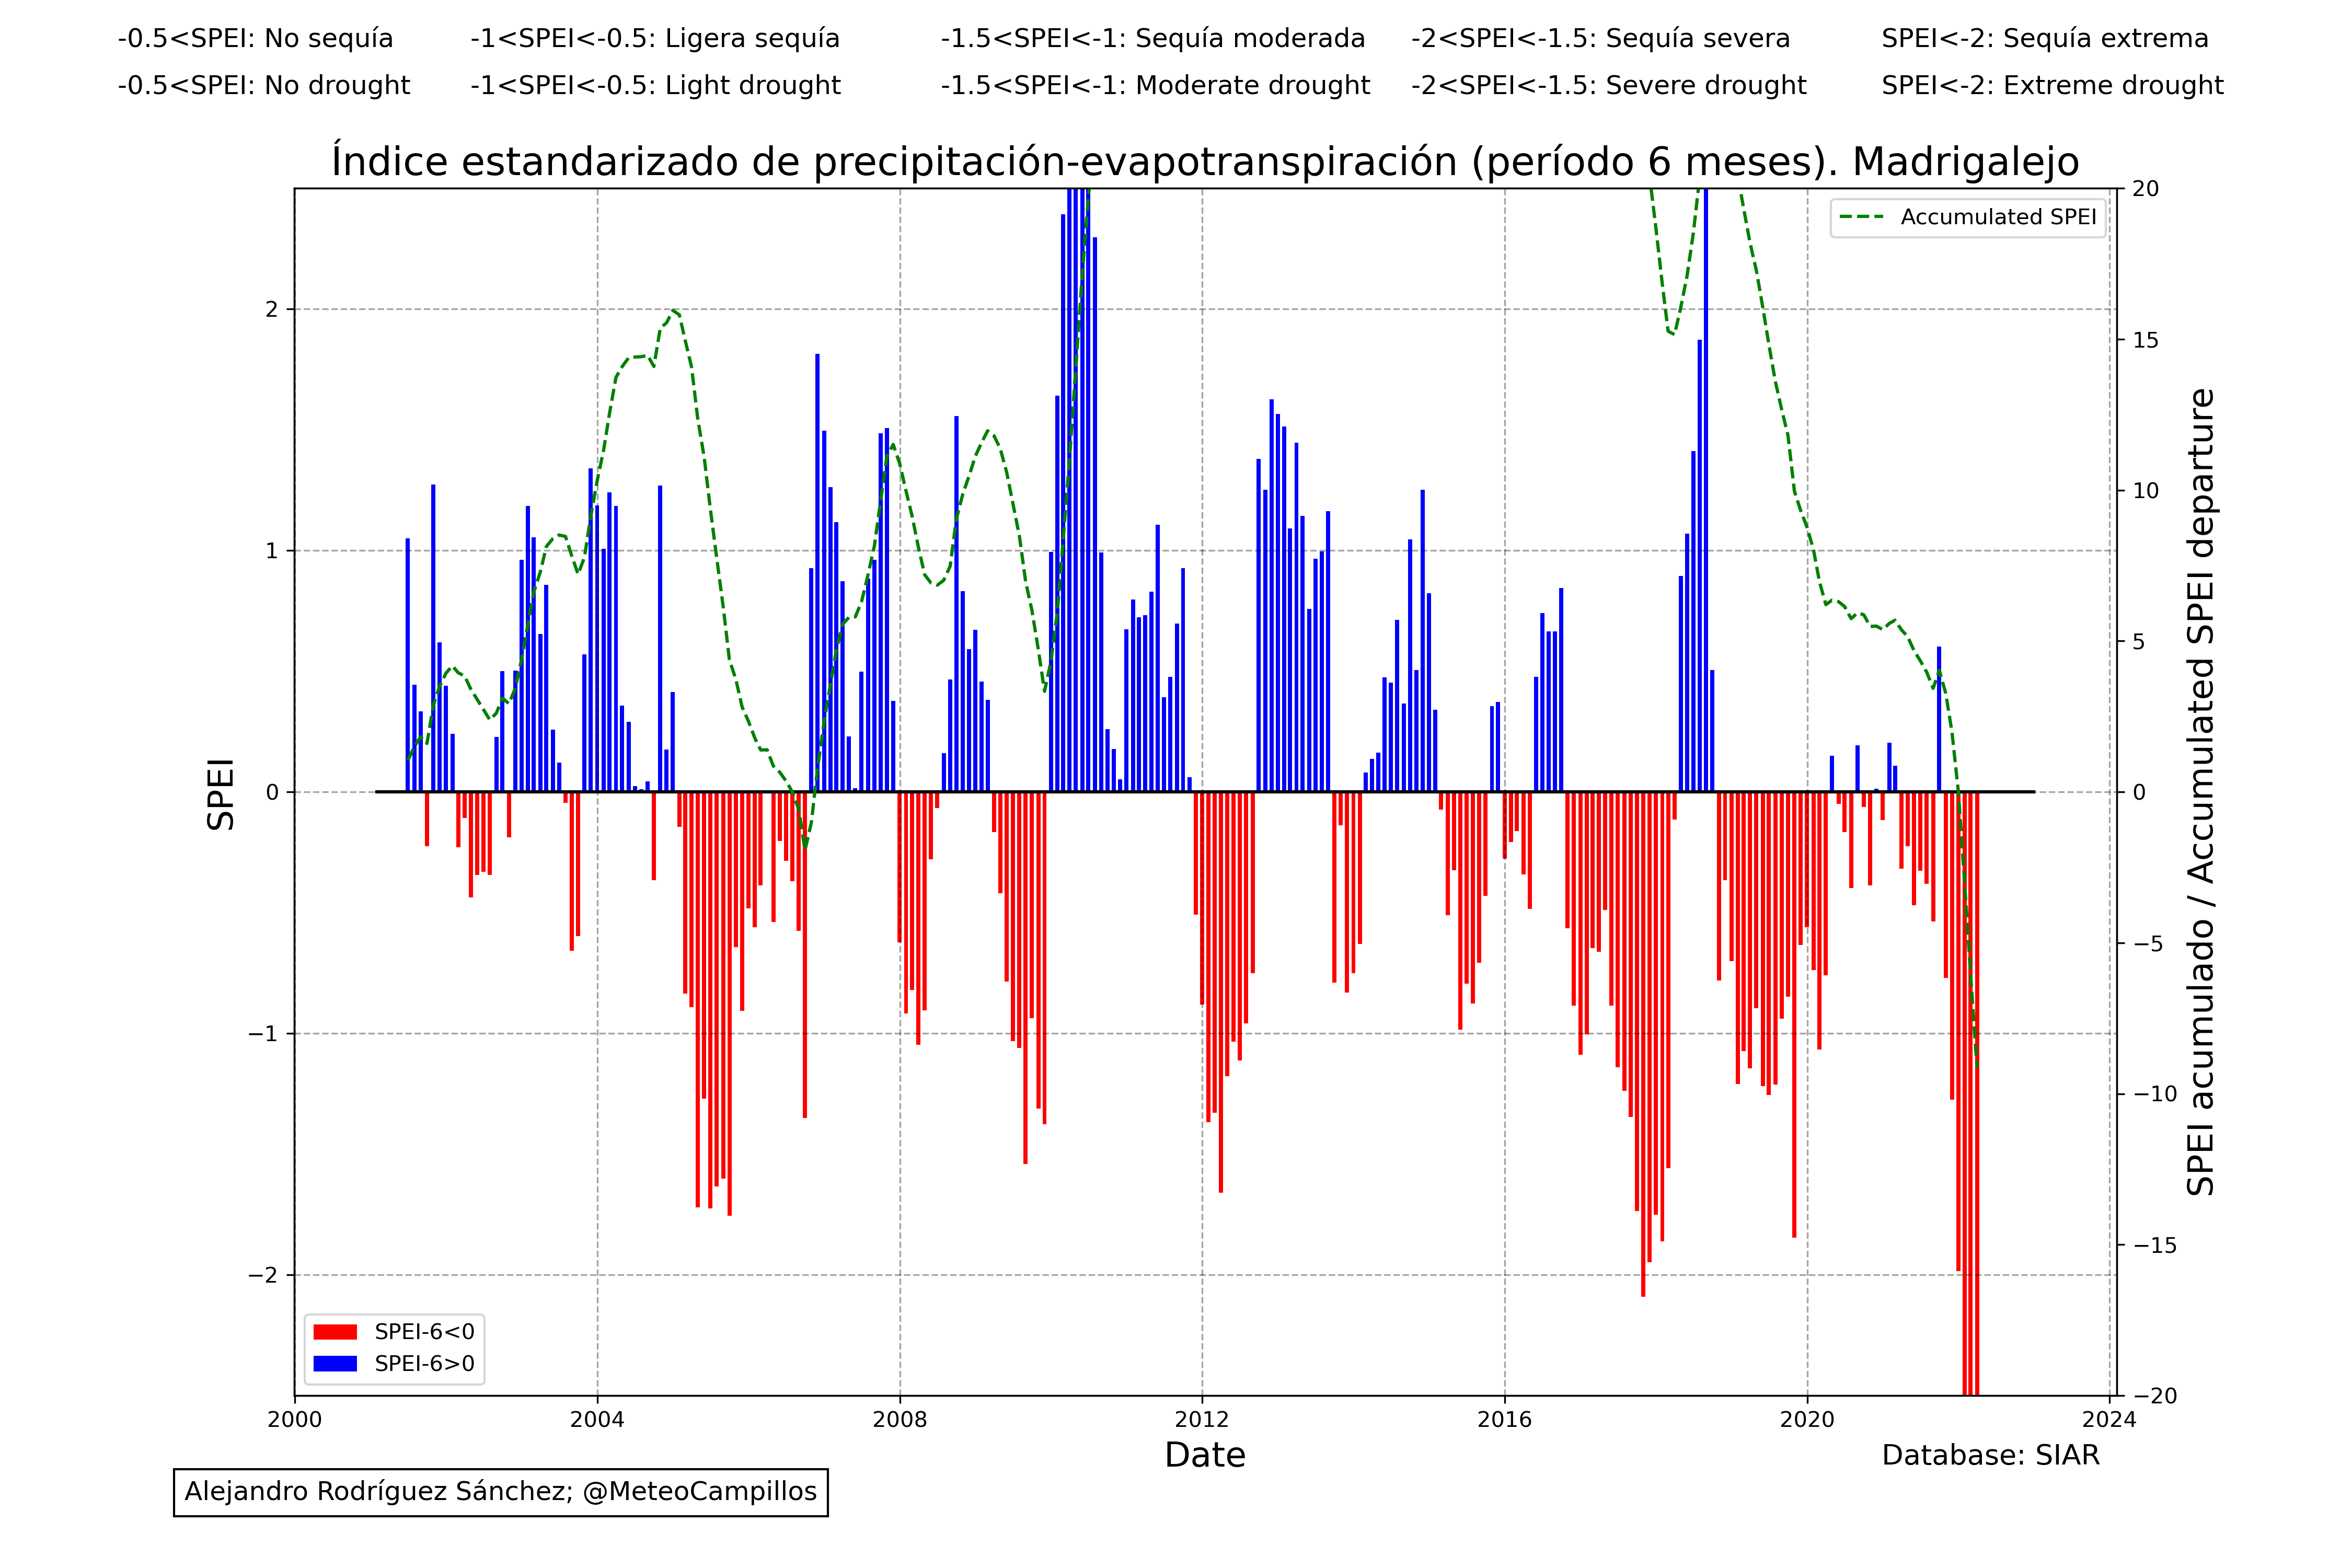 -0.5<SPEI: No sequía -1<SPEI<-0.5: Ligera sequía -1.5<SPEI<-1: Sequía moderada -2<SPEI<-1.5: Sequía severa SPEI<-2: Sequía extrema
-0.5<SPEI: No drought -1<SPEI<-0.5: Light drought -1.5<SPEI<-1: Moderate drought -2<SPEI<-1.5: Severe drought SPEI<-2: Extreme drought
Índice estandarizado de precipitación-evapotranspiración (período 6 meses). Madrigalejo
Accumulated SPEI
SPEI
2
1
0
−1
−2
20
15
10
5
0
−5
−10
−15
−20
SPEI acumulado / Accumulated SPEI departure
SPEI-6<0
SPEI-6>0
2000 2004 2008 2012 2016 2020 2024
Date
Database: SIAR
Alejandro Rodríguez Sánchez; @MeteoCampillos